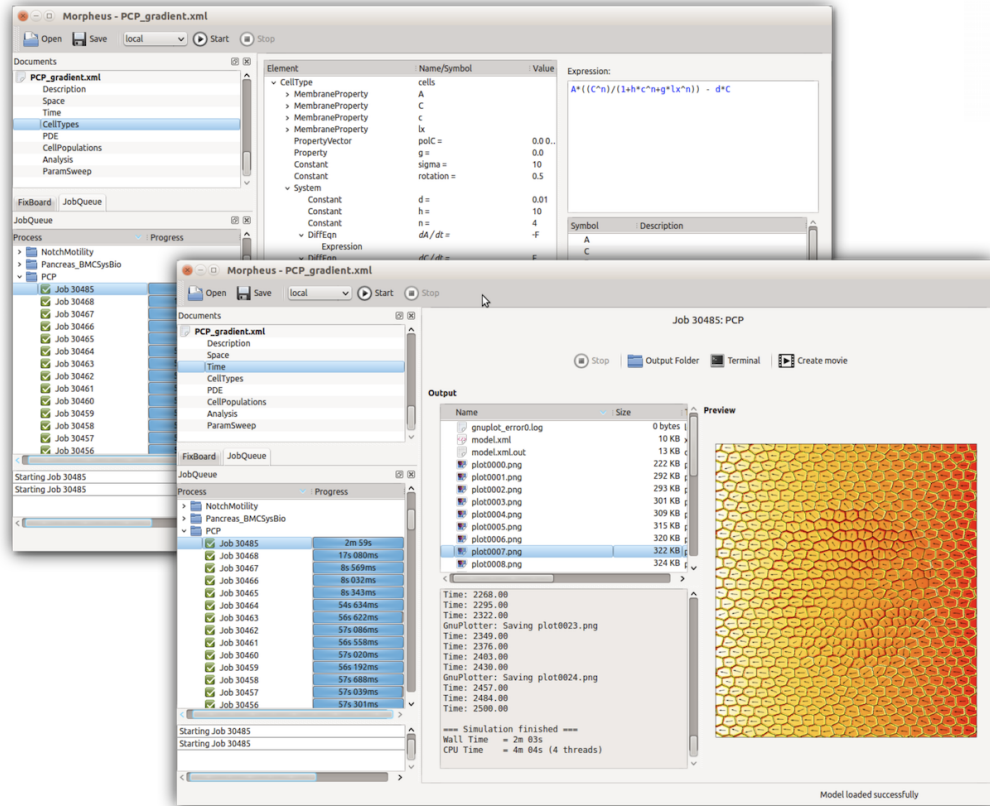 Morpheus - PCP_gradient.xml
Open Save local Start Stop
Documents
PCP_gradient.xml
Description
Space
Time
CellTypes
PDE
CellPopulations
Analysis
ParamSweep
FixBoard JobQueue
JobQueue
Process Progress
NotchMotility
Pancreas_BMCSysBio
PCP
Job 30485
Job 30468
Job 30467
Job 30466
Job 30465
Job 30464
Job 30463
Job 30462
Job 30461
Job 30460
Job 30459
Job 30458
Job 30457
Job 30456
Starting Job 30485
Starting Job 30485
Element Name/Symbol Value
CellType cells
MembraneProperty A
MembraneProperty C
MembraneProperty c
MembraneProperty lx
PropertyVector polC = 0.0 0..
Property g = 0.0
Constant sigma = 10
Constant rotation = 0.5
System
Constant d = 0.01
Constant h = 10
Constant n = 4
DiffEqn dA / dt = -F
Expression
DiffEqn dC / dt = F
Expression:
A*((C^n)/(1+h*c^n+g*lx^n)) - d*C
Symbol Description
A
C
Morpheus - PCP_gradient.xml
Open Save local Start Stop
Documents
PCP_gradient.xml
Description
Space
Time
CellTypes
PDE
CellPopulations
Analysis
ParamSweep
FixBoard JobQueue
JobQueue
Process Progress
NotchMotility
Pancreas_BMCSysBio
PCP
Job 30485 2m 59s
Job 30468 17s 080ms
Job 30467 8s 569ms
Job 30466 8s 032ms
Job 30465 8s 343ms
Job 30464 54s 634ms
Job 30463 56s 622ms
Job 30462 57s 086ms
Job 30461 56s 558ms
Job 30460 57s 020ms
Job 30459 56s 192ms
Job 30458 57s 688ms
Job 30457 57s 039ms
Job 30456 57s 301ms
Starting Job 30485
Starting Job 30485
Job 30485: PCP
Stop Output Folder Terminal Create movie
Output
Name Size
gnuplot_error0.log 0 bytes
model.xml 10 KB
model.xml.out 13 KB
plot0000.png 222 KB
plot0001.png 292 KB
plot0002.png 293 KB
plot0003.png 301 KB
plot0004.png 309 KB
plot0005.png 315 KB
plot0006.png 320 KB
plot0007.png 322 KB
plot0008.png 324 KB
Preview
Time: 2268.00
Time: 2295.00
Time: 2322.00
GnuPlotter: Saving plot0023.png
Time: 2349.00
Time: 2376.00
Time: 2403.00
Time: 2430.00
GnuPlotter: Saving plot0024.png
Time: 2457.00
Time: 2484.00
Time: 2500.00
=== Simulation finished ===
Wall Time = 2m 03s
CPU Time = 4m 04s (4 threads)
Model loaded successfully